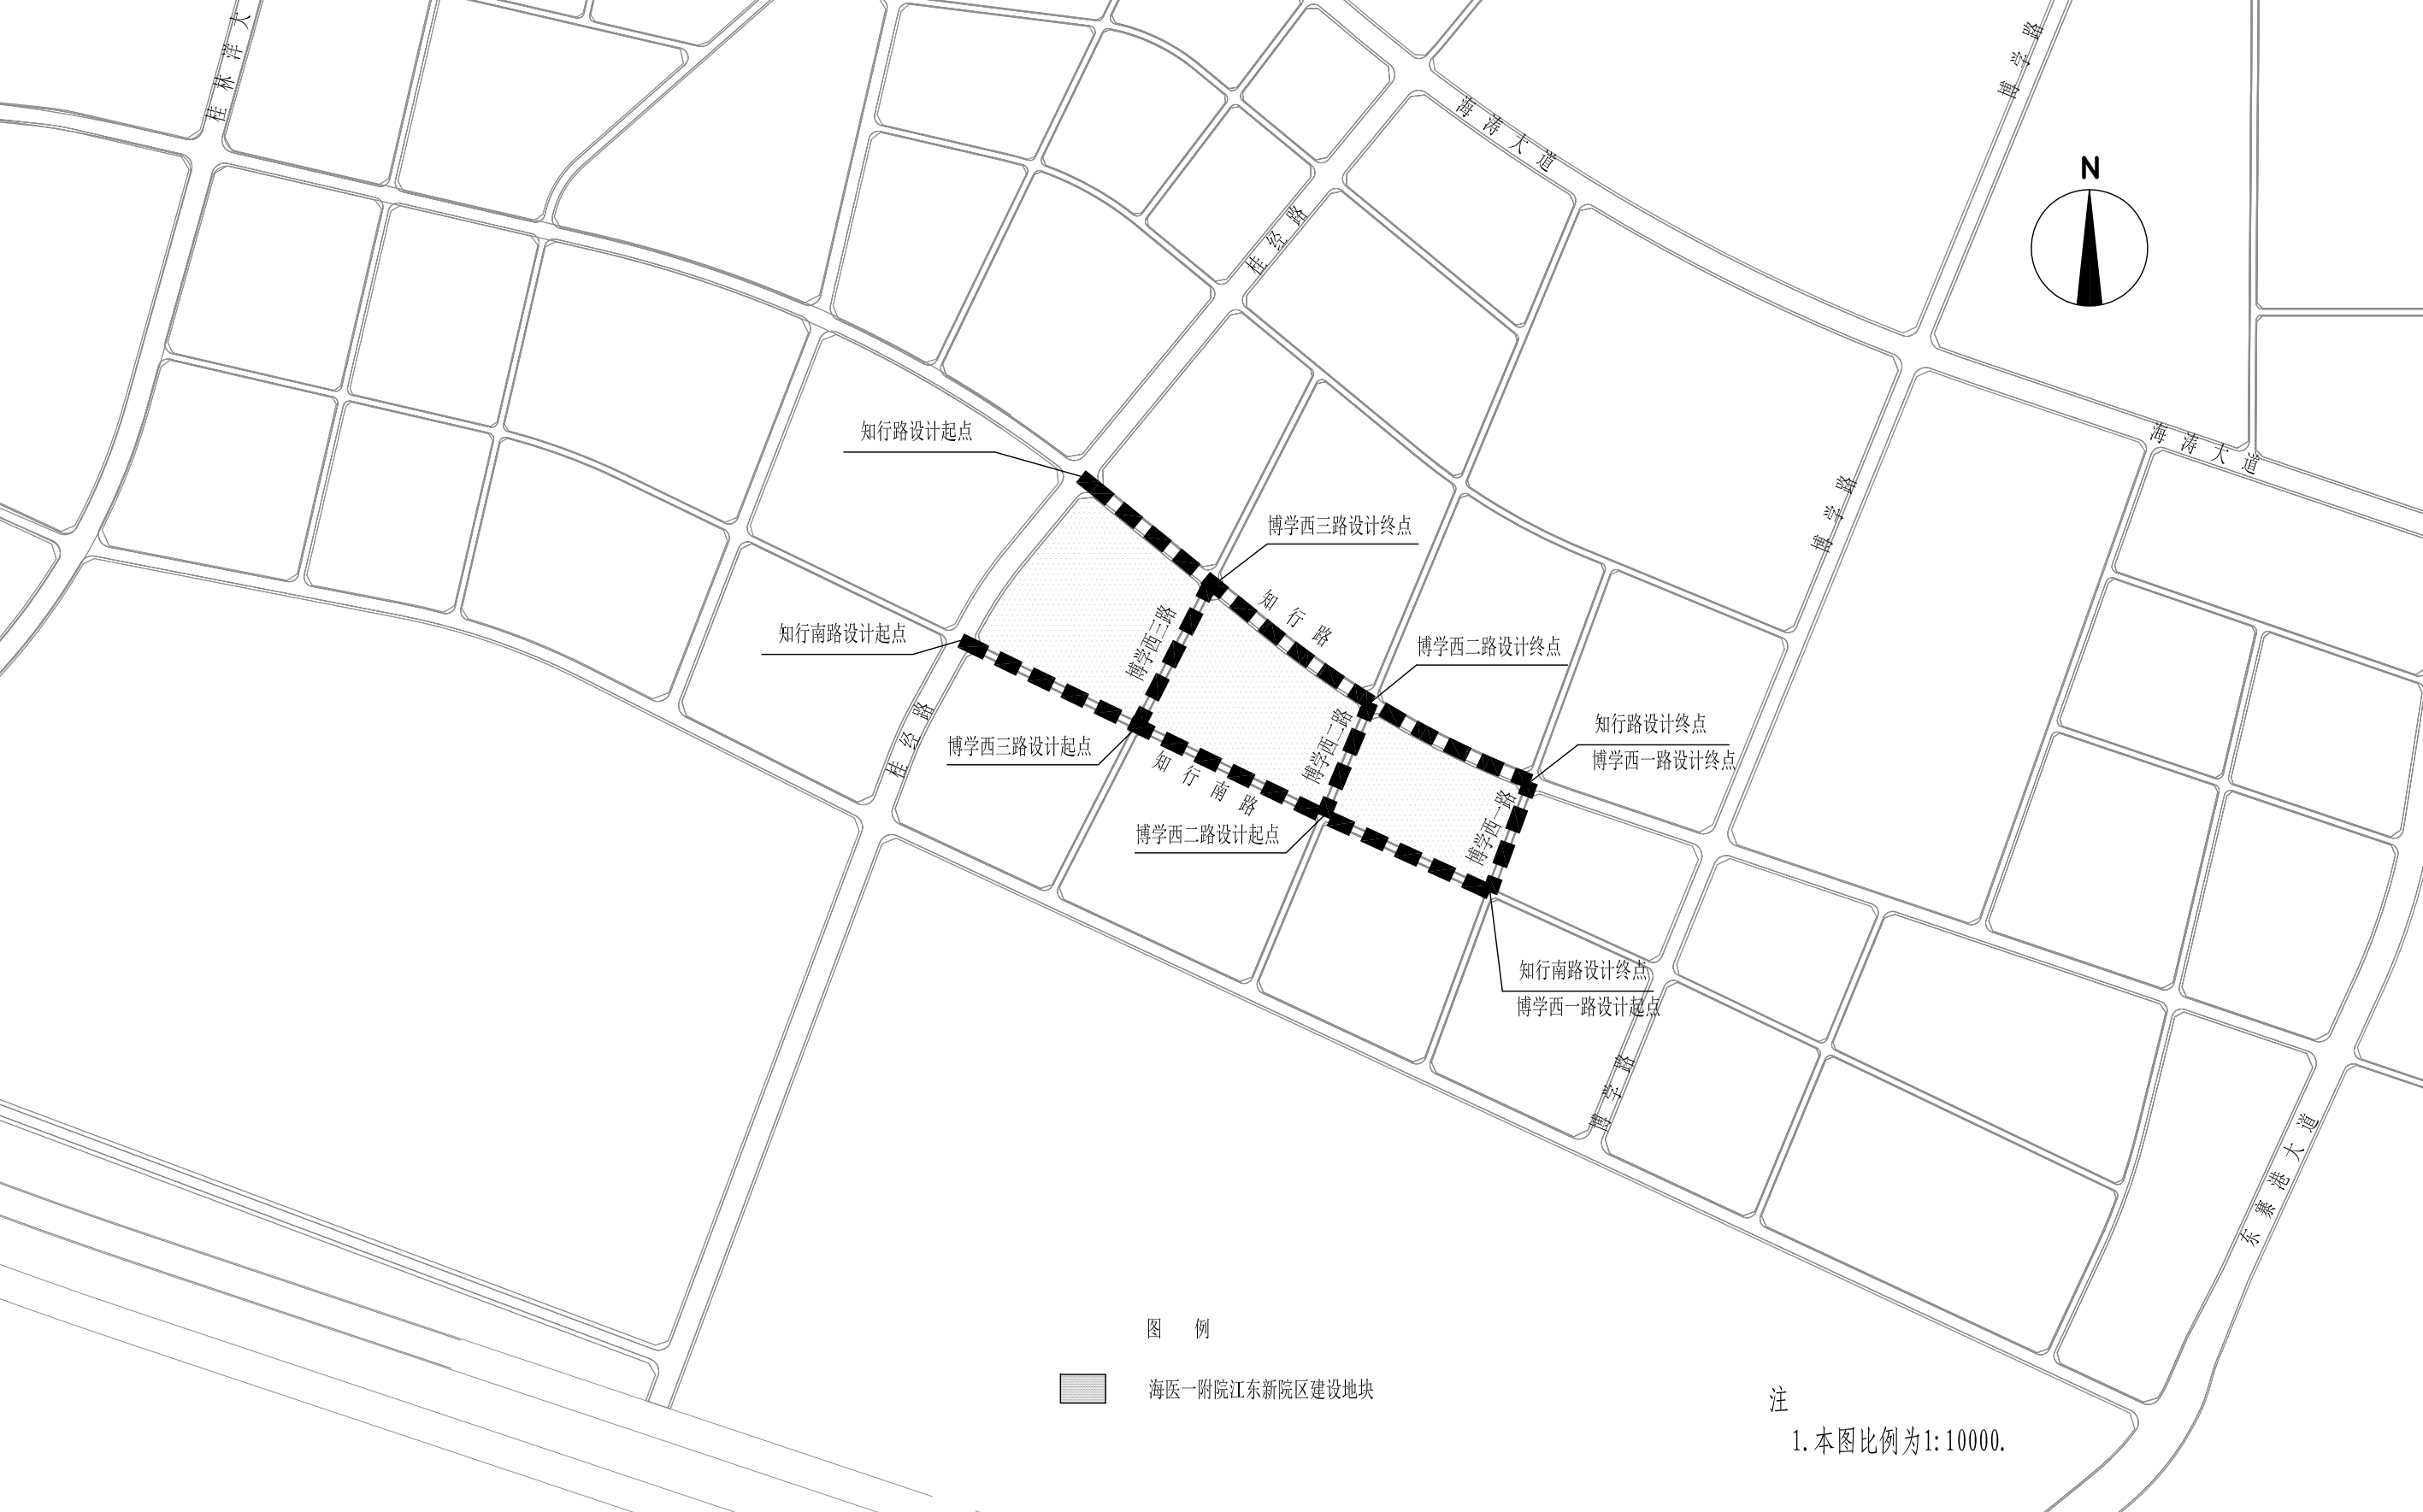 桂林洋大
博学路
海涛大道
N
桂经路
知行路设计起点
海涛大道
博学路
博学西三路设计终点
知行路
知行南路设计起点
博学西三路
博学西二路设计终点
桂经路
博学西三路设计起点
知行南路
博学西二路
知行路设计终点
博学西一路设计终点
博学西二路设计起点
博学西一路
知行南路设计终点
博学西一路设计起点
博学路
东寨港大道
图 例
海医一附院江东新院区建设地块
注
1.本图比例为1:10000.